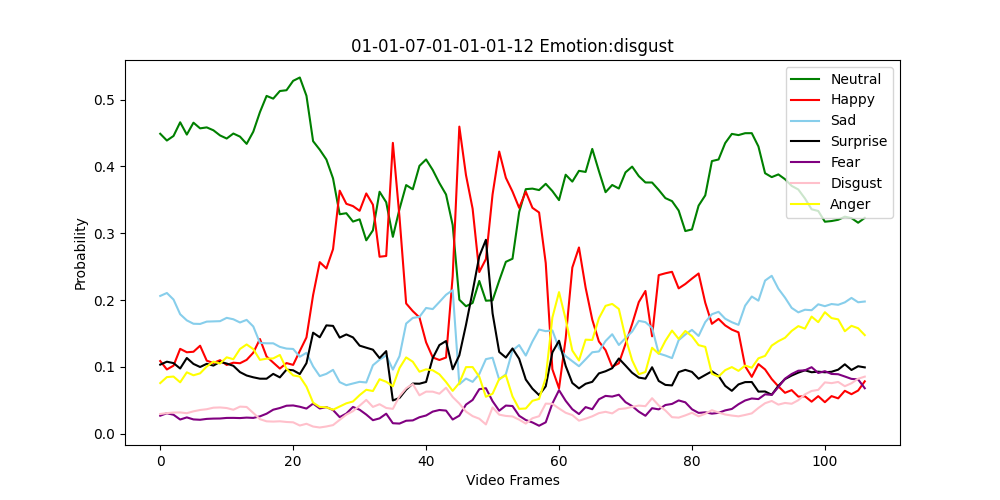 01-01-07-01-01-01-12 Emotion:disgust
Neutral
Happy
Sad
Surprise
Fear
Disgust
Anger
0.5
0.4
0.3
0.2
0.1
0.0
Probability
0 20 40 60 80 100
Video Frames